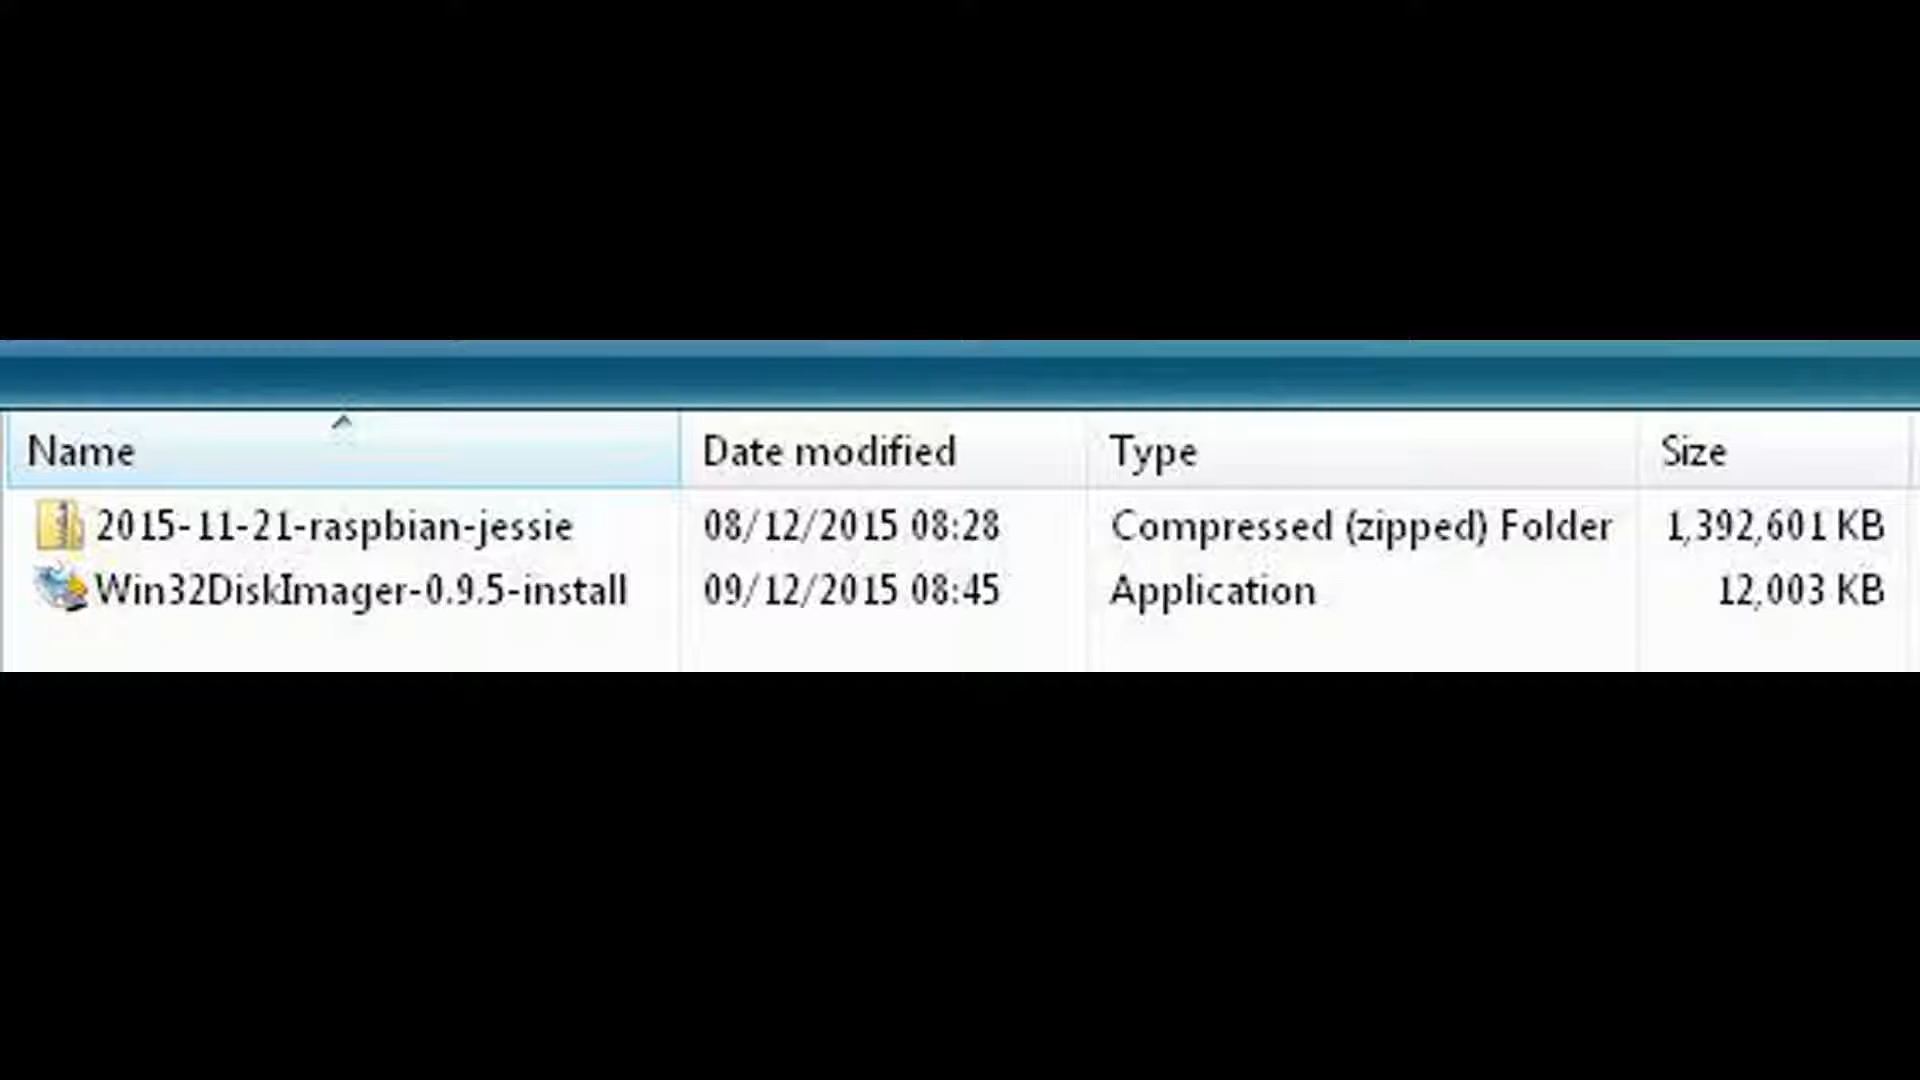 Name Date modified Type Size
2015-11-21-raspbian-jessie 08/12/2015 08:28 Compressed (zipped) Folder 1,392,601 KB
Win32DiskImager-0.9.5-install 09/12/2015 08:45 Application 12,003 KB